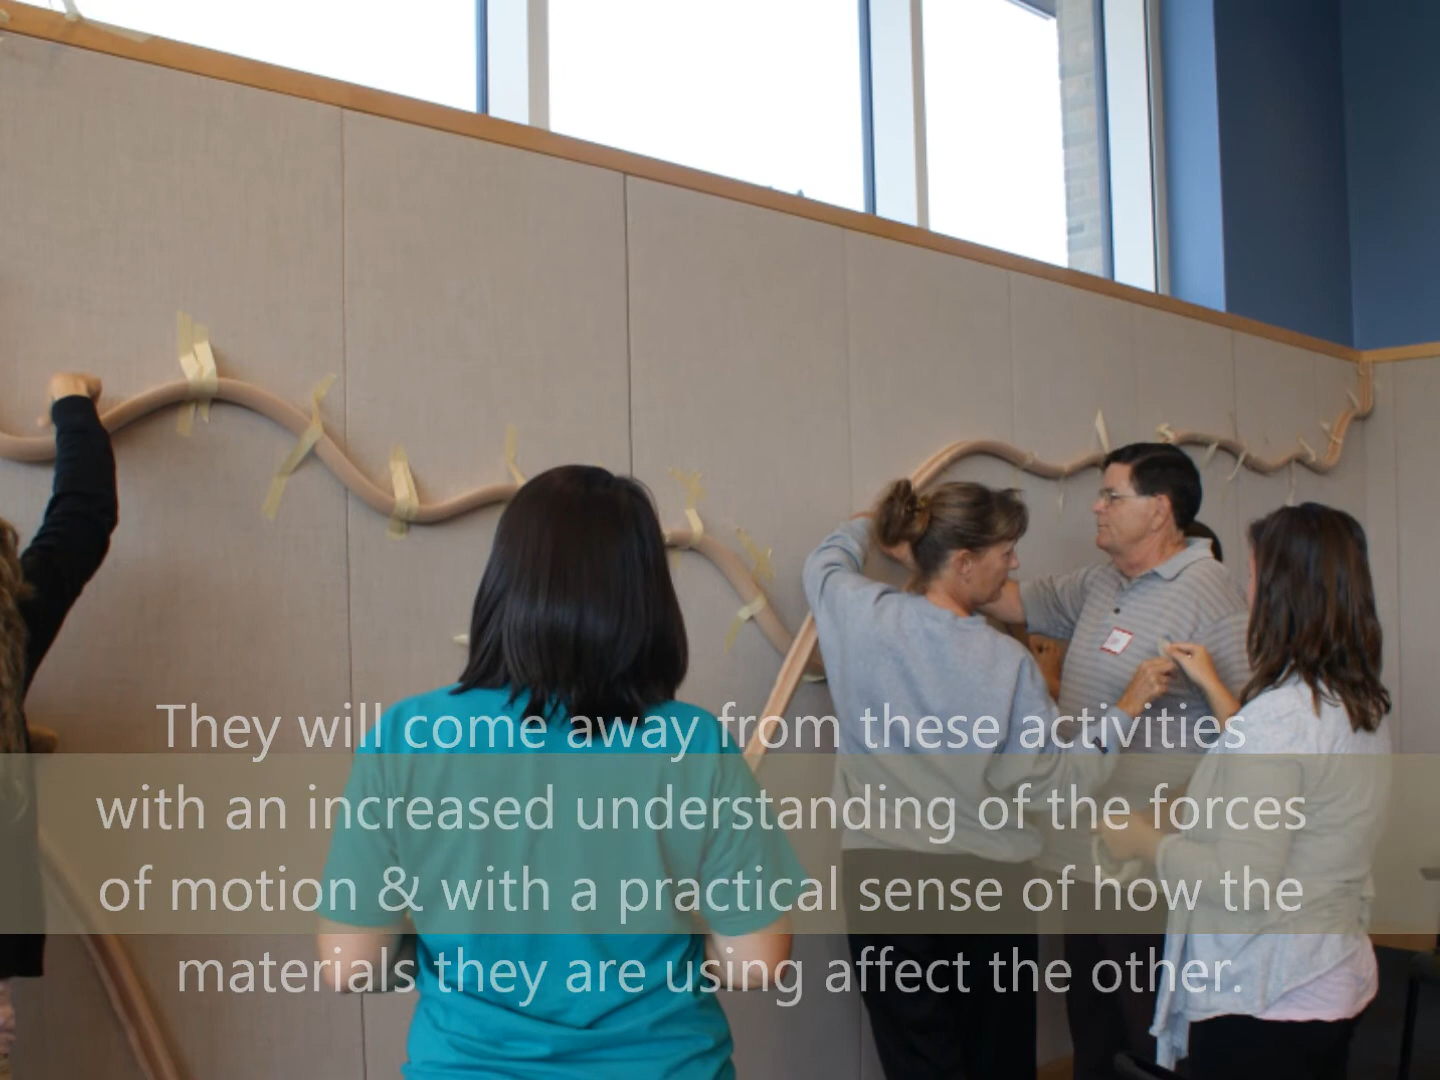 They will come away from these activities
with an increased understanding of the forces
of motion & with a practical sense of how the
materials they are using affect the other.